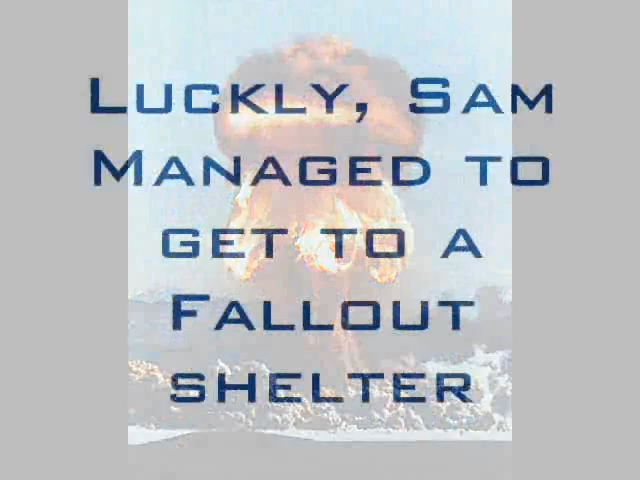 Luckly, Sam
Managed to
get to a
Fallout
shelter